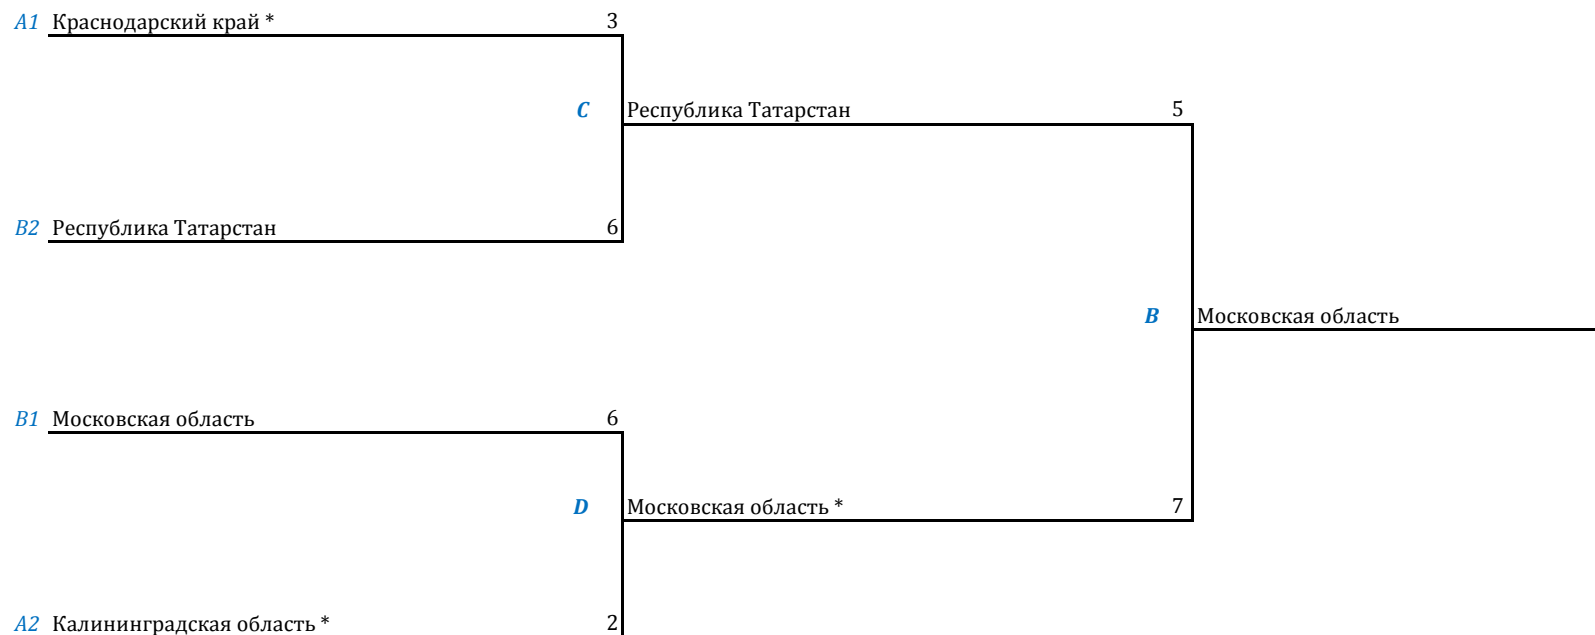 A1 Краснодарский край * 3
C Республика Татарстан 5
B2 Республика Татарстан 6
B Московская область
B1 Московская область 6
D Московская область * 7
A2 Калининградская область * 2